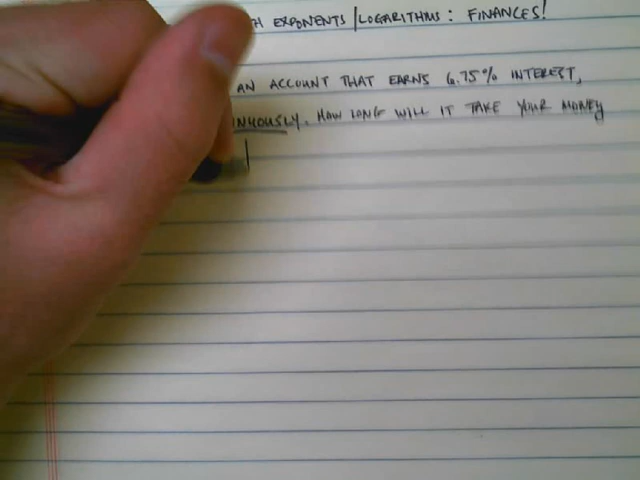 H EXPONENTS/LOGARITHMS: FINANCES!
AN ACCOUNT THAT EARNS 6.75% INTEREST,
INUOUSLY. HOW LONG WILL IT TAKE YOUR MONEY